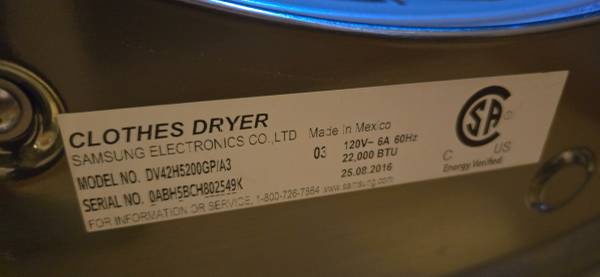 CLOTHES DRYER
SAMSUNG ELECTRONICS CO.,LTD Made In Mexico
MODEL NO. DV42H5200GP/A3 03 120V~ 6A 60Hz
22,000 BTU
SERIAL NO. 0ABH5BCH802549K 25.08.2016
FOR INFORMATION OR SERVICE, 1-800-726-7864 www.samsung.com
SA
C US
Energy Verified